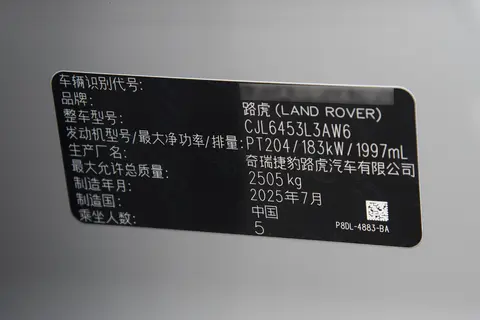 车辆识别代号:
品牌: 路虎 (LAND ROVER)
整车型号: CJL6453L3AW6
发动机型号/最大净功率/排量: PT204/183kW/1997mL
生产厂名: 奇瑞捷豹路虎汽车有限公司
最大允许总质量: 2505kg
制造年月: 2025年7月
制造国: 中国
乘坐人数: 5
P8DL-4883-BA